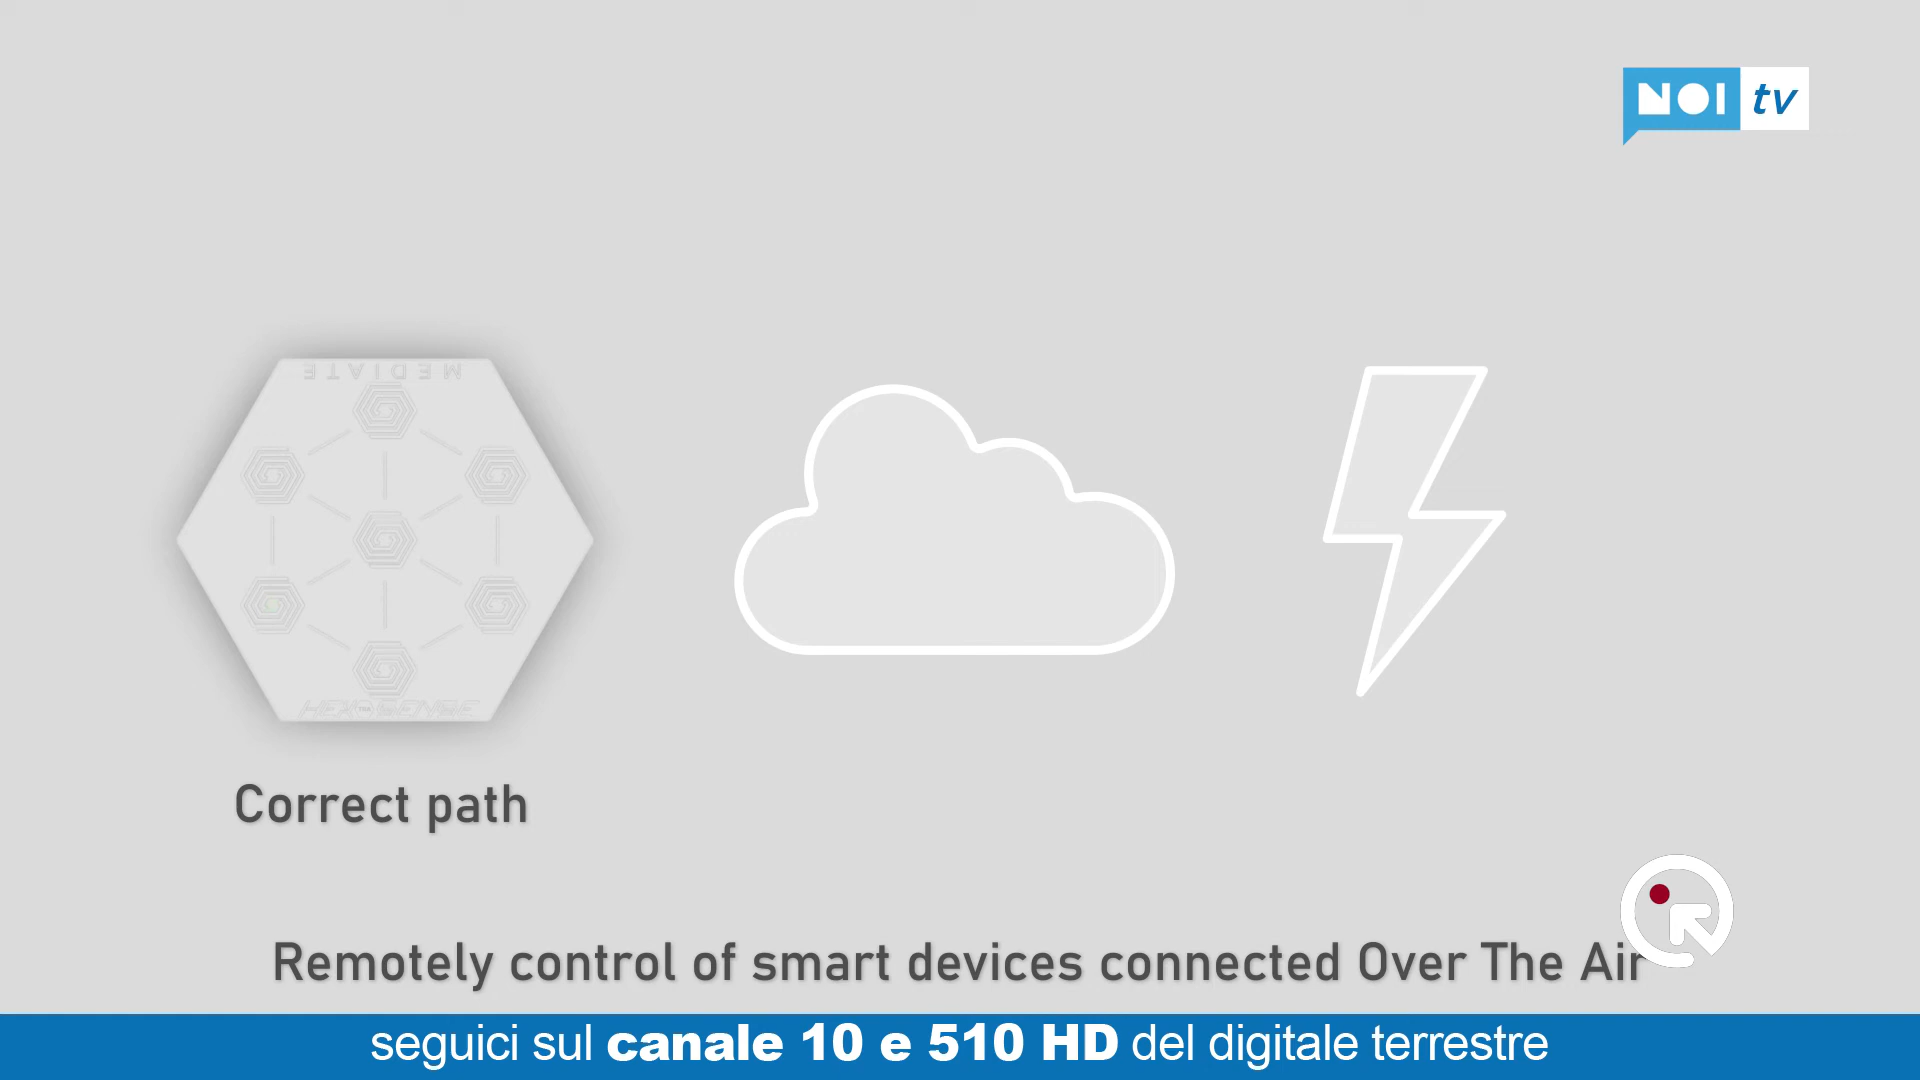 NOI tv
MEDIATE
HEXOSENSE
Correct path
Remotely control of smart devices connected Over The Air
seguici sul canale 10 e 510 HD del digitale terrestre